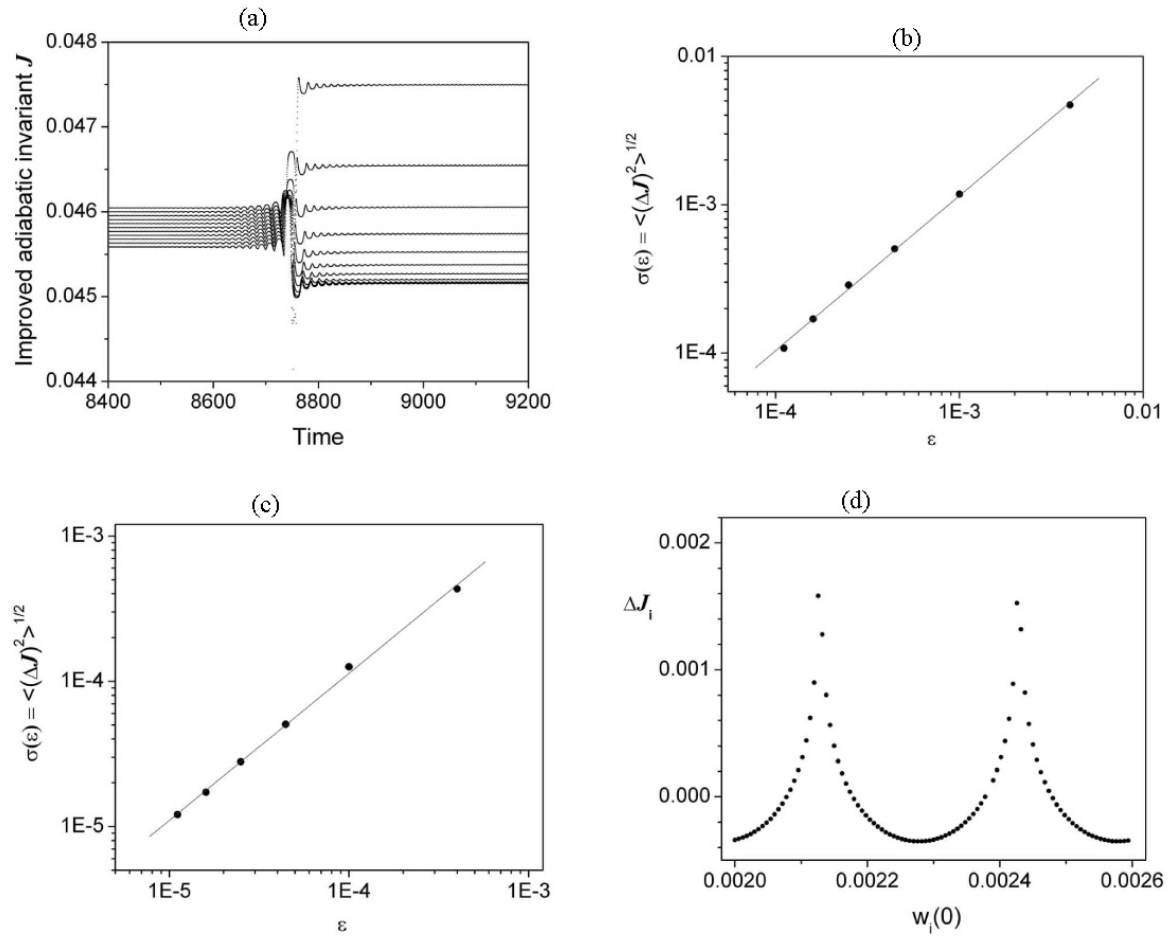 (a)
Improved adiabatic invariant J
0.048
0.047
0.046
0.045
0.044
8400 8600 8800 9000 9200
Time
(b)
σ(ε) = <(ΔJ)²>^1/2
0.01
1E-3
1E-4
1E-4 1E-3 0.01
ε
(c)
σ(ε) = <(ΔJ)²>^1/2
1E-3
1E-4
1E-5
1E-5 1E-4 1E-3
ε
(d)
ΔJi
0.002
0.001
0.000
0.0020 0.0022 0.0024 0.0026
wi(0)